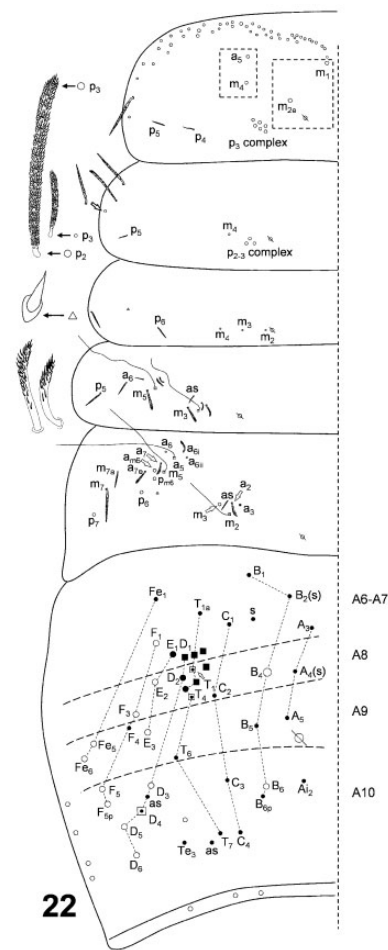 p3
a5
m1
m4
m2a
p5
p4
p3 complex
p3
p2
p5
m4
p2-3 complex
p6
m4
m3
m2
p5
a6
m5
as
m3
a6
a6i
a7
am6
a5
a6ii
m7a
a7a
m5
pm6
m7
p6
as
a2
a3
m3
m2
p7
B1
Fe1
T1a
B2(s)
A6-A7
C1
s
A3
F1
E1
D1
A8
D2
T1
B4
A4(s)
E2
T4
C2
A9
F3
A5
F4
E3
B5
Fe5
T6
Fe6
F5
D3
C3
B6
Ai2
A10
as
F5p
D4
B6p
D5
D6
Te3
as
T7
C4
22